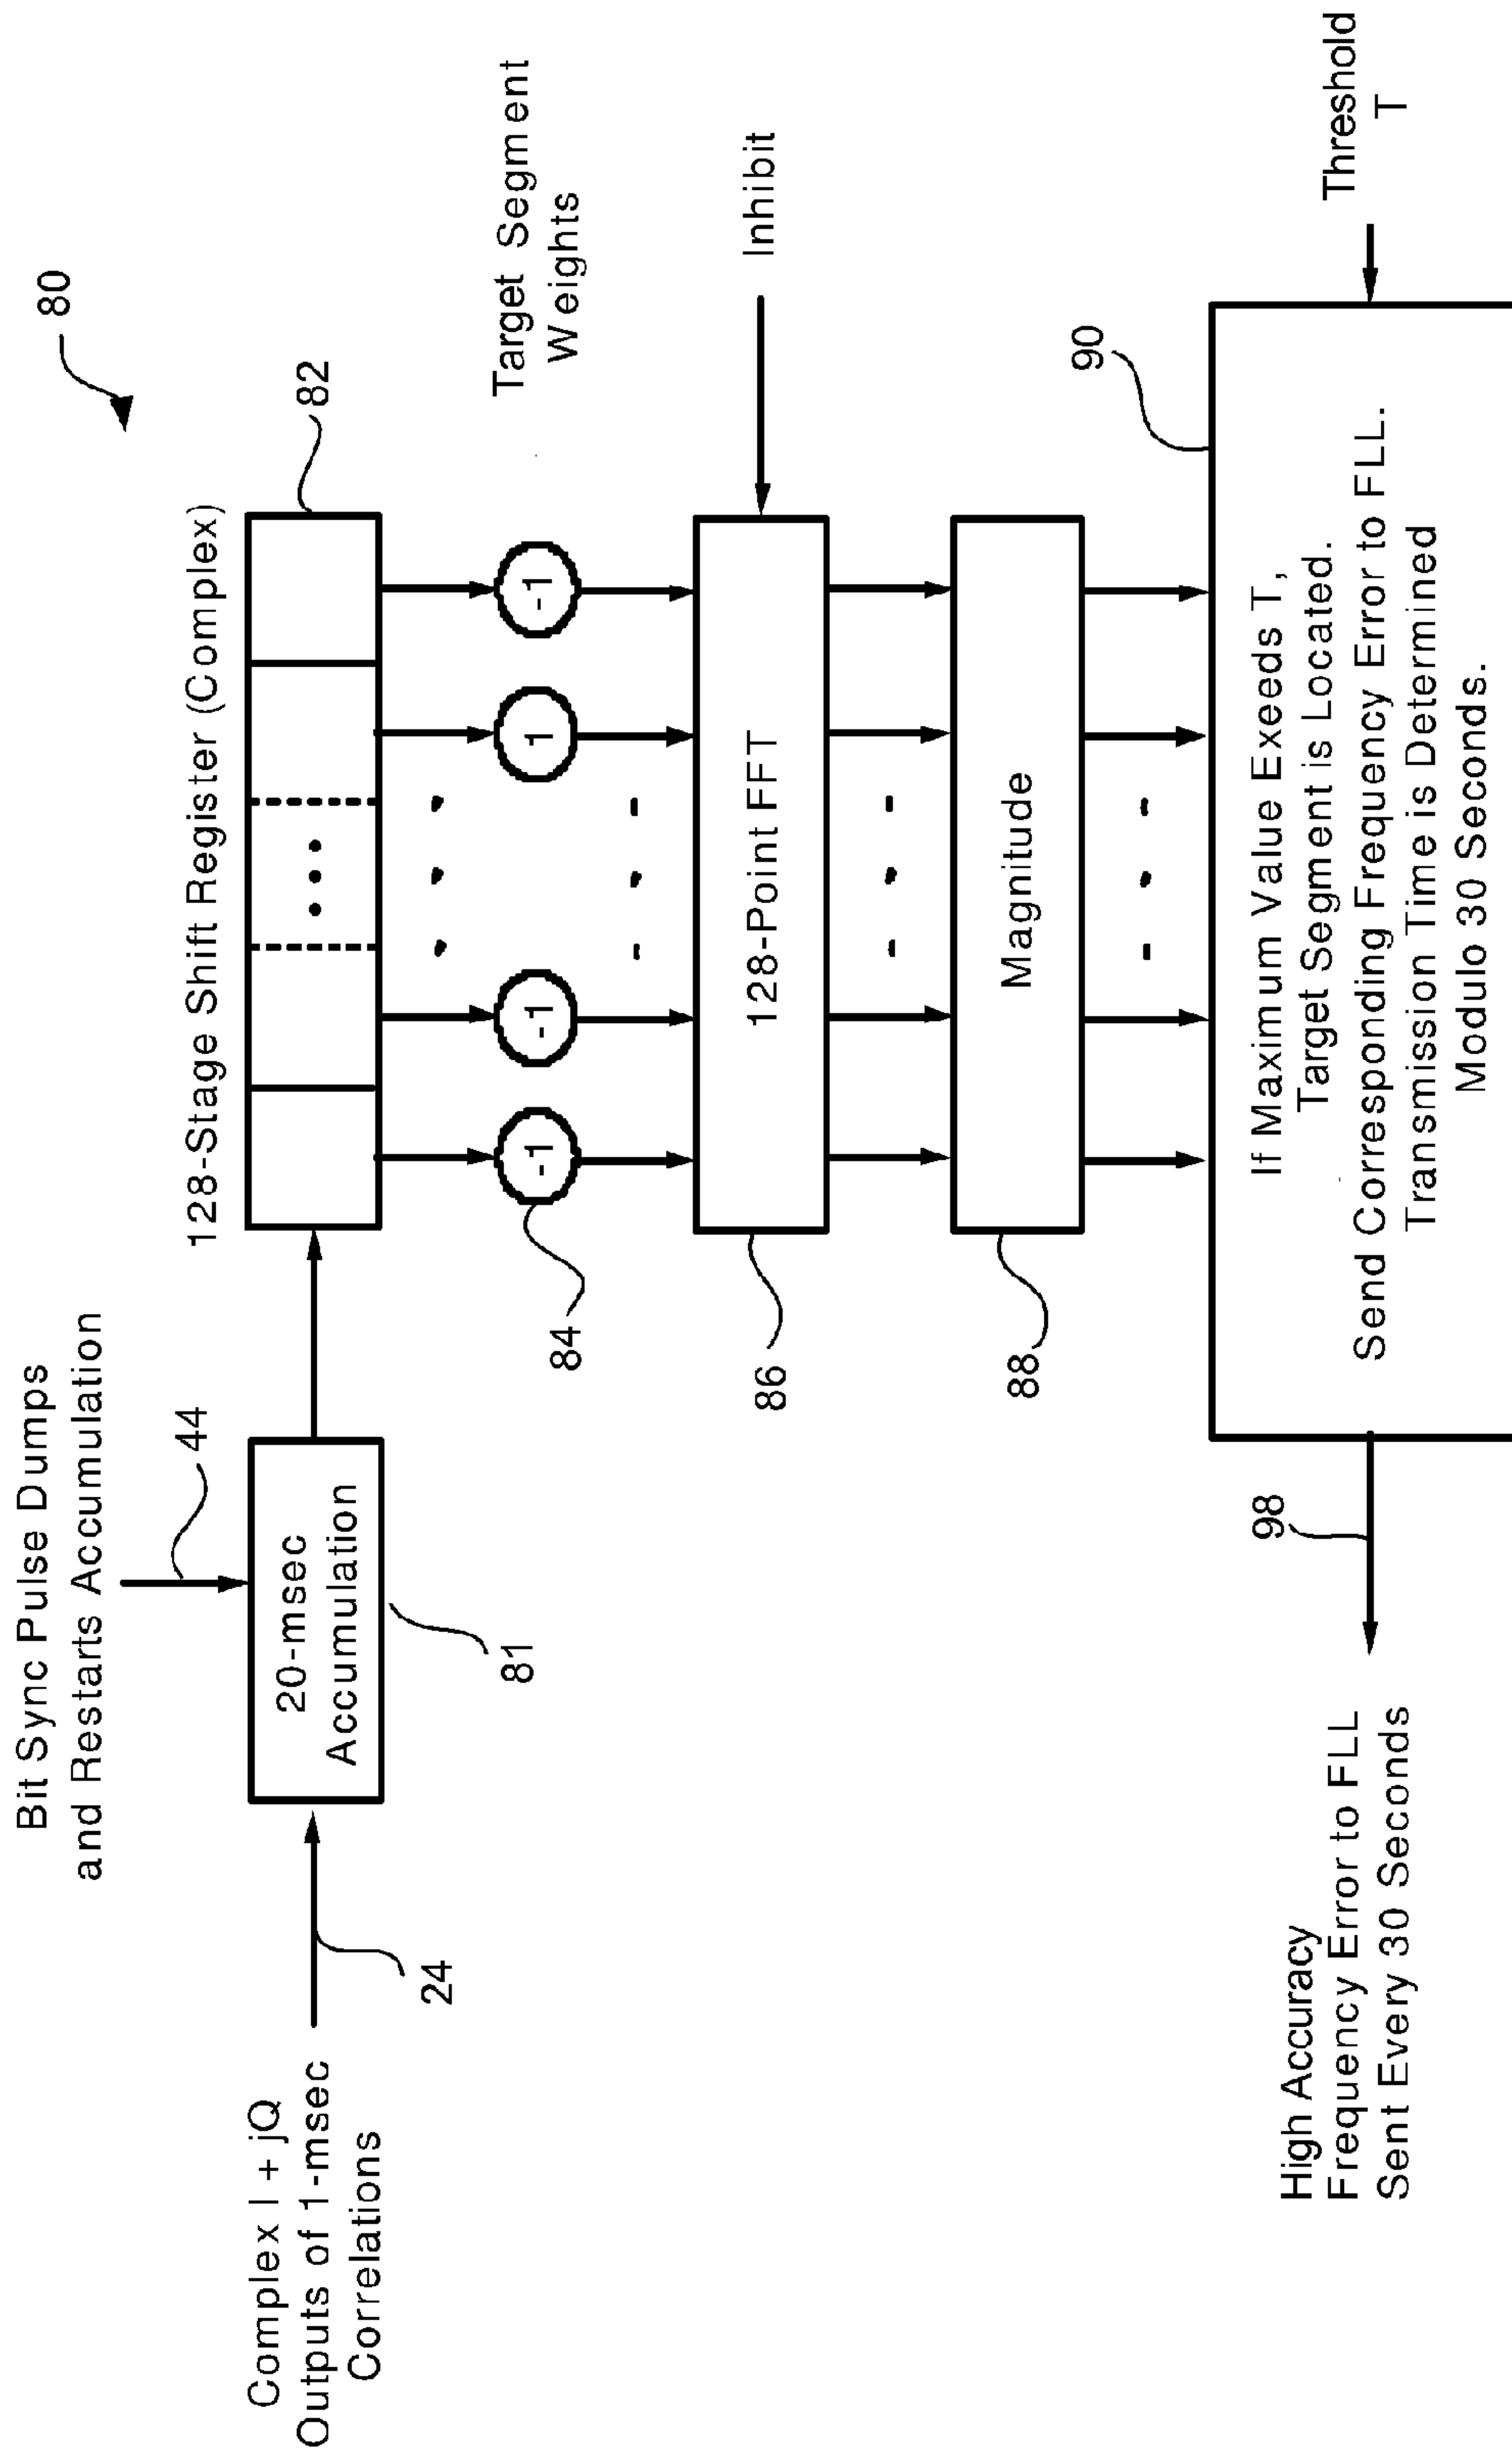 80
Bit Sync Pulse Dumps
and Restarts Accumulation
44
128-Stage Shift Register (Complex)
82
Complex I + jQ
Outputs of 1-msec
Correlations
24
20-msec
Accumulation
81
84
-1
-1
1
-1
Target Segment
Weights
86
128-Point FFT
Inhibit
88
Magnitude
90
If Maximum Value Exeeds T,
Target Segment is Located.
Send Corresponding Frequency Error to FLL.
Transmission Time is Determined
Modulo 30 Seconds.
Threshold
T
98
High Accuracy
Frequency Error to FLL
Sent Every 30 Seconds